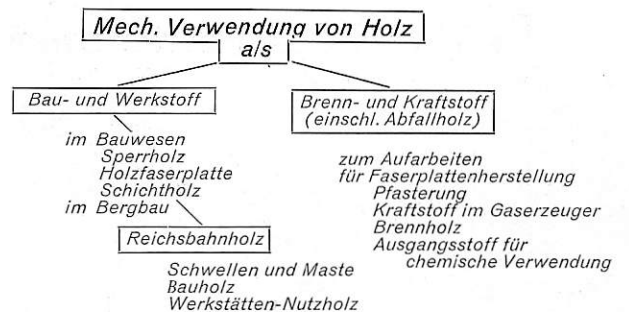 Mech. Verwendung von Holz
als
Bau- und Werkstoff
im Bauwesen
Sperrholz
Holzfaserplatte
Schichtholz
im Bergbau
Reichsbahnholz
Schwellen und Maste
Bauholz
Werkstätten-Nutzholz
Brenn- und Kraftstoff
(einschl. Abfallholz)
zum Aufarbeiten
für Faserplattenherstellung
Pfasterung
Kraftstoff im Gaserzeuger
Brennholz
Ausgangsstoff für
chemische Verwendung